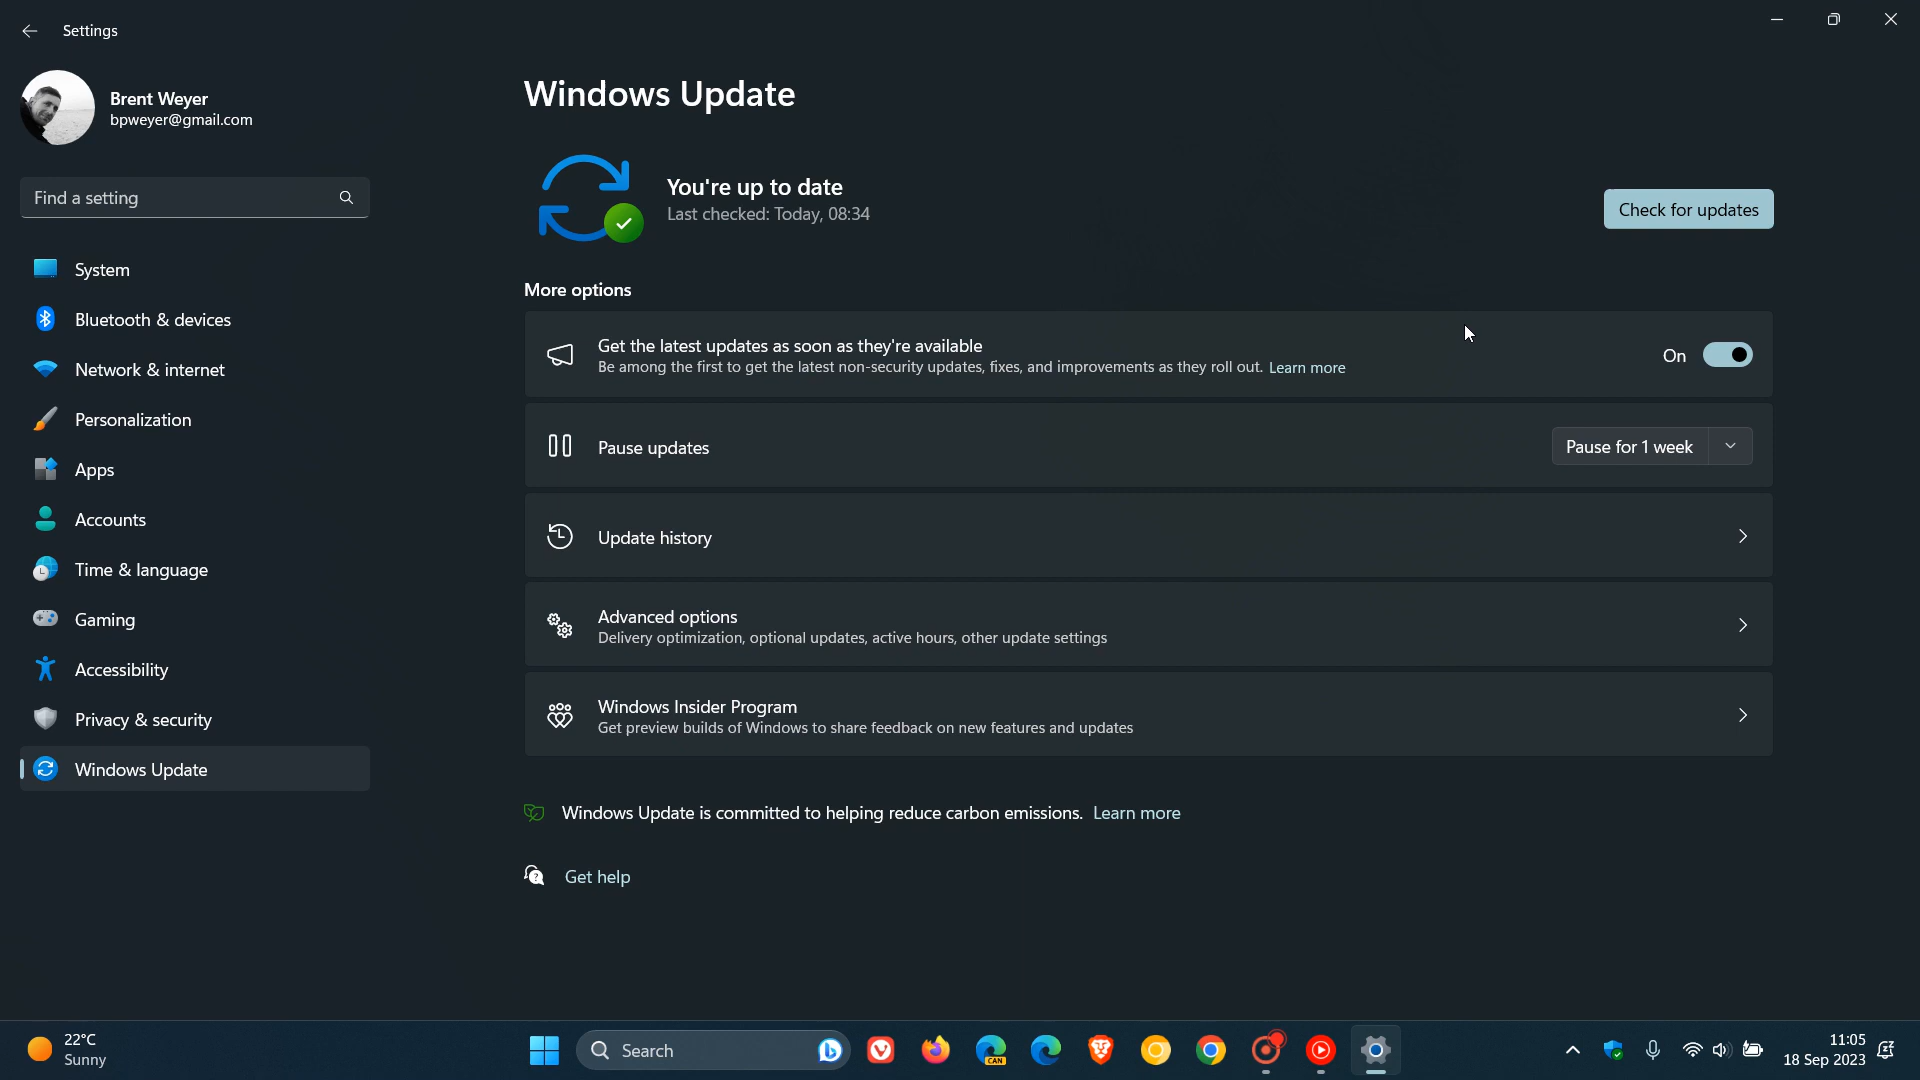 Settings
Brent Weyer
bpweyer@gmail.com
Find a setting
System
Bluetooth & devices
Network & internet
Personalization
Apps
Accounts
Time & language
Gaming
Accessibility
Privacy & security
Windows Update
Windows Update
You're up to date
Last checked: Today, 08:34
Check for updates
More options
Get the latest updates as soon as they're available
Be among the first to get the latest non-security updates, fixes, and improvements as they roll out. Learn more
On
Pause updates
Pause for 1 week
Update history
Advanced options
Delivery optimization, optional updates, active hours, other update settings
Windows Insider Program
Get preview builds of Windows to share feedback on new features and updates
Windows Update is committed to helping reduce carbon emissions. Learn more
Get help
22°C
Sunny
Search
CAN
11:05
18 Sep 2023